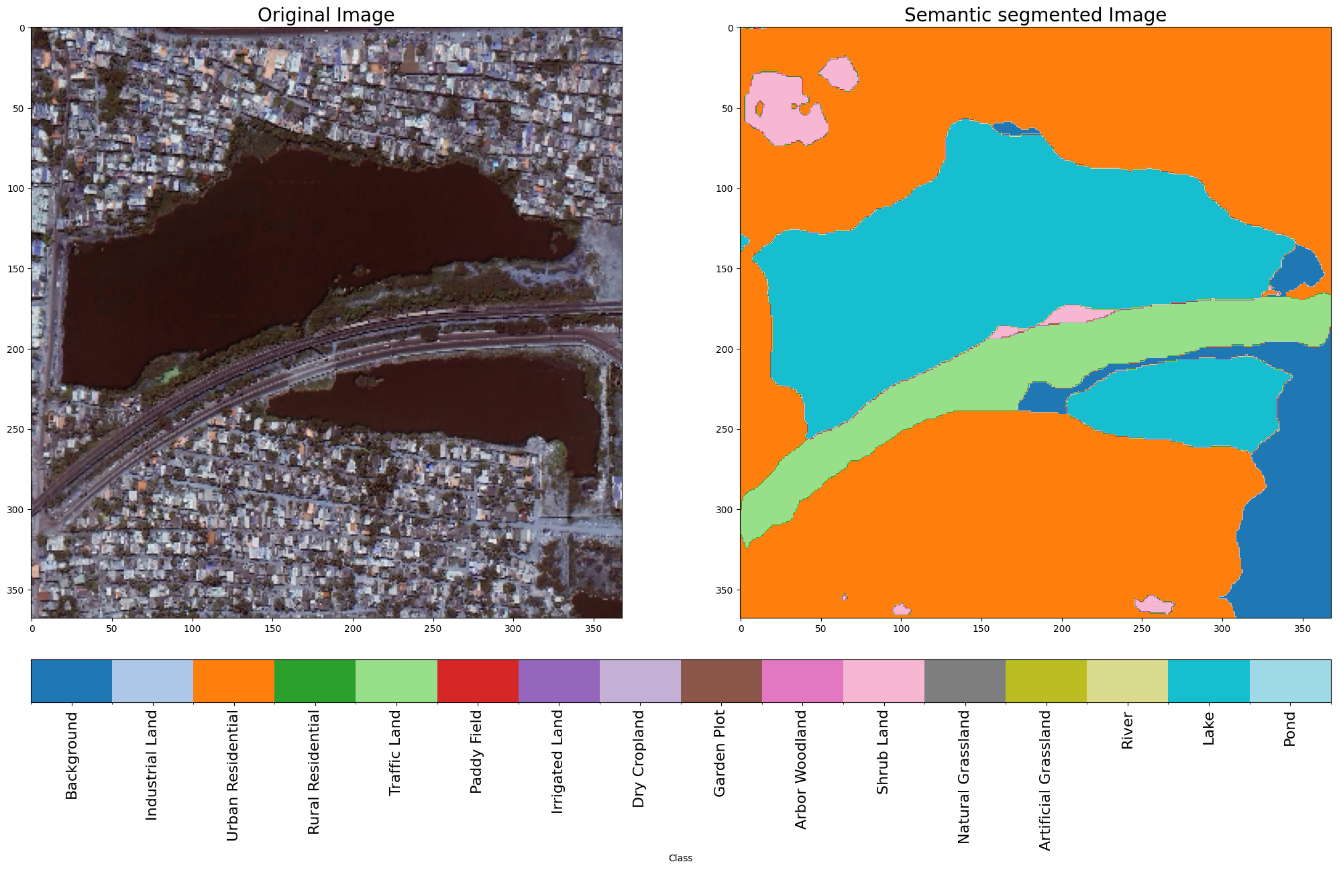 Original Image
Semantic segmented Image
0
50
100
150
200
250
300
350
0 50 100 150 200 250 300 350
0
50
100
150
200
250
300
350
0 50 100 150 200 250 300 350
Background
Industrial Land
Urban Residential
Rural Residential
Traffic Land
Paddy Field
Irrigated Land
Dry Cropland
Garden Plot
Arbor Woodland
Shrub Land
Natural Grassland
Artificial Grassland
River
Lake
Pond
Class